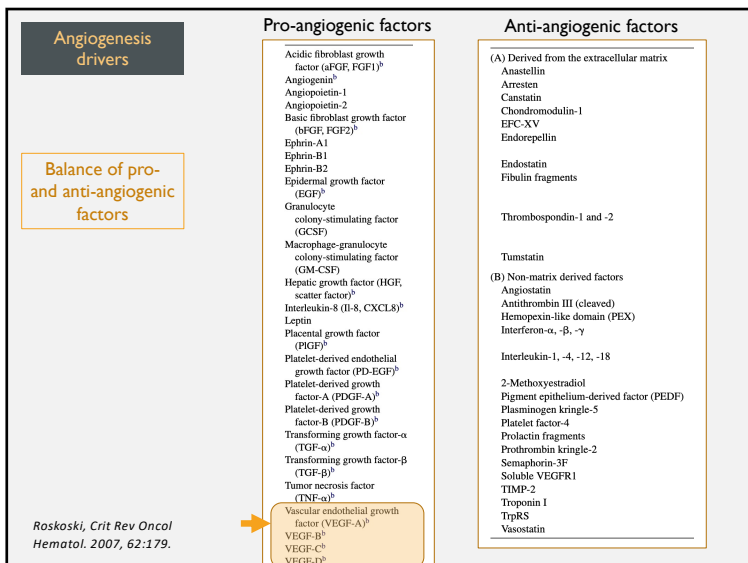 Angiogenesis
drivers
Balance of pro-
and anti-angiogenic
factors
Roskoski, Crit Rev Oncol
Hematol. 2007, 62:179.
Pro-angiogenic factors
Acidic fibroblast growth
factor (aFGF, FGF1)ᵇ
Angiogeninᵇ
Angiopoietin-1
Angiopoietin-2
Basic fibroblast growth factor
(bFGF, FGF2)ᵇ
Ephrin-A1
Ephrin-B1
Ephrin-B2
Epidermal growth factor
(EGF)ᵇ
Granulocyte
colony-stimulating factor
(GCSF)
Macrophage-granulocyte
colony-stimulating factor
(GM-CSF)
Hepatic growth factor (HGF,
scatter factor)ᵇ
Interleukin-8 (Il-8, CXCL8)ᵇ
Leptin
Placental growth factor
(PlGF)ᵇ
Platelet-derived endothelial
growth factor (PD-EGF)ᵇ
Platelet-derived growth
factor-A (PDGF-A)ᵇ
Platelet-derived growth
factor-B (PDGF-B)ᵇ
Transforming growth factor-α
(TGF-α)ᵇ
Transforming growth factor-β
(TGF-β)ᵇ
Tumor necrosis factor
(TNF-α)ᵇ
Vascular endothelial growth
factor (VEGF-A)ᵇ
VEGF-Bᵇ
VEGF-Cᵇ
VEGF-Dᵇ
Anti-angiogenic factors
(A) Derived from the extracellular matrix
Anastellin
Arresten
Canstatin
Chondromodulin-1
EFC-XV
Endorepellin
Endostatin
Fibulin fragments
Thrombospondin-1 and -2
Tumstatin
(B) Non-matrix derived factors
Angiostatin
Antithrombin III (cleaved)
Hemopexin-like domain (PEX)
Interferon-α, -β, -γ
Interleukin-1, -4, -12, -18
2-Methoxyestradiol
Pigment epithelium-derived factor (PEDF)
Plasminogen kringle-5
Platelet factor-4
Prolactin fragments
Prothrombin kringle-2
Semaphorin-3F
Soluble VEGFR1
TIMP-2
Troponin I
TrpRS
Vasostatin